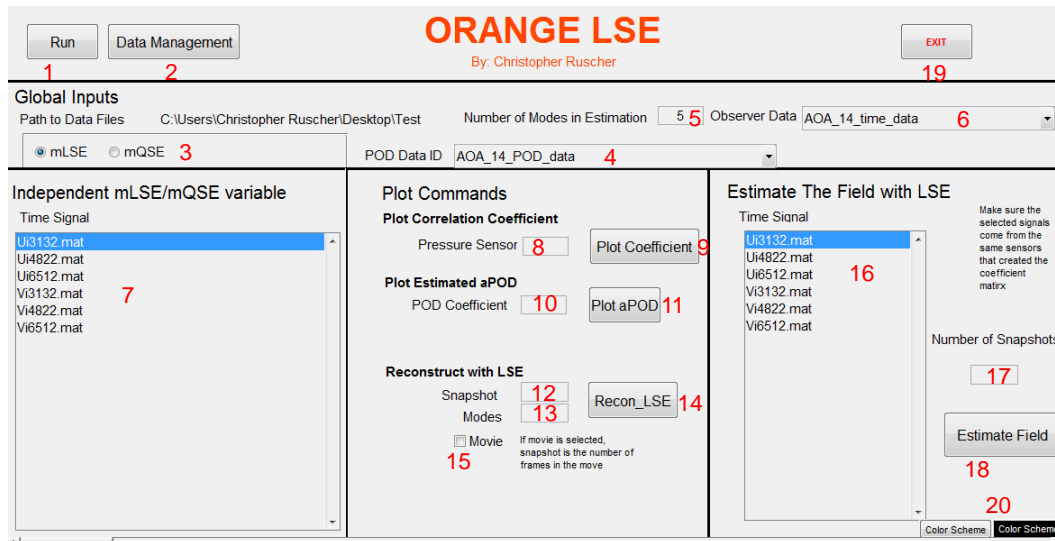 Run
1
Data Management
2
ORANGE LSE
By: Christopher Ruscher
EXIT
19
Global Inputs
Path to Data Files C:\Users\Christopher Ruscher\Desktop\Test
Number of Modes in Estimation 5 5
Observer Data AOA_14_time_data 6
mLSE mQSE 3
POD Data ID AOA_14_POD_data 4
Independent mLSE/mQSE variable
Time Signal
Ui3132.mat
Ui4822.mat
Ui6512.mat
Vi3132.mat
Vi4822.mat
Vi6512.mat
7
Plot Commands
Plot Correlation Coefficient
Pressure Sensor 8 Plot Coefficient 9
Plot Estimated aPOD
POD Coefficient 10 Plot aPOD 11
Reconstruct with LSE
Snapshot 12
Modes 13
Recon_LSE 14
Movie
15
If movie is selected,
snapshot is the number of
frames in the move
Estimate The Field with LSE
Time Signal
Ui3132.mat
Ui4822.mat
Ui6512.mat
Vi3132.mat
Vi4822.mat
Vi6512.mat
16
Make sure the
selected signals
come from the
same sensors
that created the
coefficient
matirx
Number of Snapshots
17
Estimate Field
18
20
Color Scheme Color Scheme